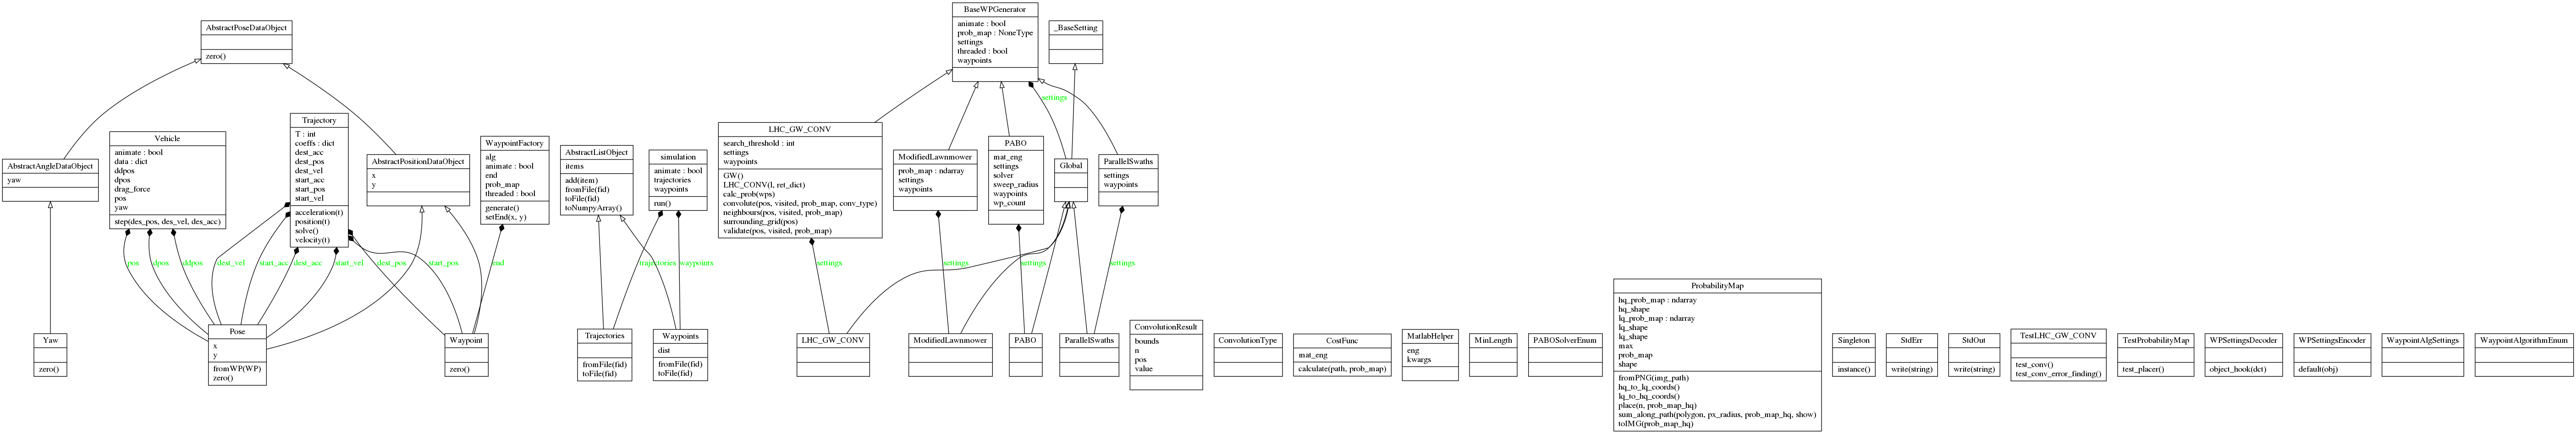 AbstractPoseDataObject
zero()
BaseWPGenerator
animate : bool
prob_map : NoneType
settings
threaded : bool
waypoints
_BaseSetting
settings
AbstractAngleDataObject
yaw
Vehicle
animate : bool
data : dict
ddpos
dpos
drag_force
pos
yaw
step(des_pos, des_vel, des_acc)
Trajectory
T : int
coeffs : dict
dest_acc
dest_pos
dest_vel
start_acc
start_pos
start_vel
acceleration(t)
position(t)
solve()
velocity(t)
AbstractPositionDataObject
x
y
WaypointFactory
alg
animate : bool
end
prob_map
threaded : bool
generate()
setEnd(x, y)
AbstractListObject
items
add(item)
fromFile(fid)
toFile(fid)
toNumpyArray()
simulation
animate : bool
trajectories
waypoints
run()
LHC_GW_CONV
search_threshold : int
settings
waypoints
GW()
LHC_CONV(l, ret_dict)
calc_prob(wps)
convolute(pos, visited, prob_map, conv_type)
neighbours(pos, visited, prob_map)
surrounding_grid(pos)
validate(pos, visited, prob_map)
ModifiedLawnmower
prob_map : ndarray
settings
waypoints
PABO
mat_eng
settings
solver
sweep_radius
waypoints
wp_count
Global
ParallelSwaths
settings
waypoints
pos
dpos
ddpos
dest_vel
start_acc
dest_acc
start_vel
dest_pos
start_pos
end
trajectories
waypoints
settings
settings
settings
settings
Yaw
zero()
Pose
x
y
fromWP(WP)
zero()
Waypoint
zero()
Trajectories
fromFile(fid)
toFile(fid)
Waypoints
dist
fromFile(fid)
toFile(fid)
LHC_GW_CONV
ModifiedLawnmower
PABO
ParallelSwaths
ConvolutionResult
bounds
n
pos
value
ConvolutionType
CostFunc
mat_eng
calculate(path, prob_map)
MatlabHelper
eng
kwargs
MinLength
PABOSolverEnum
ProbabilityMap
hq_prob_map : ndarray
hq_shape
lq_prob_map : ndarray
lq_shape
lq_shape
max
prob_map
shape
fromPNG(img_path)
hq_to_lq_coords()
lq_to_hq_coords()
place(n, prob_map_hq)
sum_along_path(polygon, px_radius, prob_map_hq, show)
toIMG(prob_map_hq)
Singleton
instance()
StdErr
write(string)
StdOut
write(string)
TestLHC_GW_CONV
test_conv()
test_conv_error_finding()
TestProbabilityMap
test_placer()
WPSettingsDecoder
object_hook(dct)
WPSettingsEncoder
default(obj)
WaypointAlgSettings
WaypointAlgorithmEnum